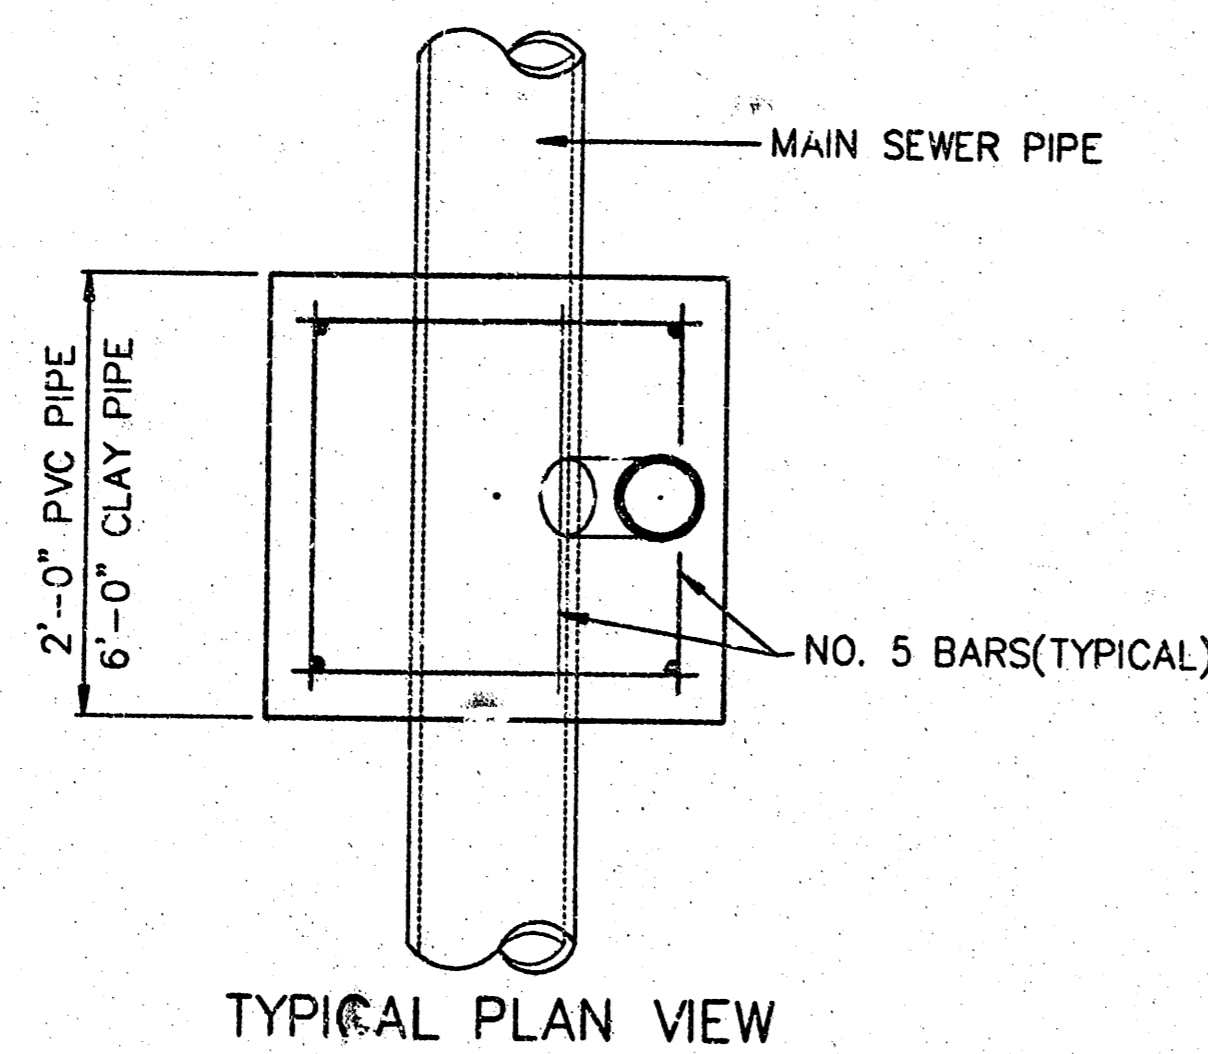 MAIN SEWER PIPE
2'-0" PVC PIPE
6'-0" CLAY PIPE
NO. 5 BARS(TYPICAL)
TYPICAL PLAN VIEW